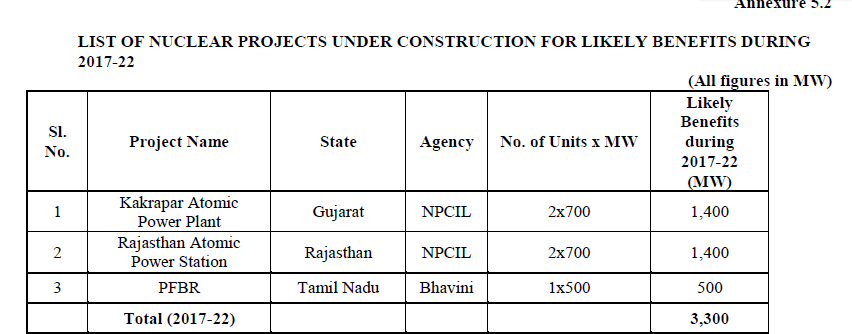 Annexure 5.2
LIST OF NUCLEAR PROJECTS UNDER CONSTRUCTION FOR LIKELY BENEFITS DURING
2017-22
(All figures in MW)
Sl. No. Project Name State Agency No. of Units x MW Likely Benefits during 2017-22 (MW)
1 Kakrapar Atomic Power Plant Gujarat NPCIL 2x700 1,400
2 Rajasthan Atomic Power Station Rajasthan NPCIL 2x700 1,400
3 PFBR Tamil Nadu Bhavini 1x500 500
Total (2017-22) 3,300